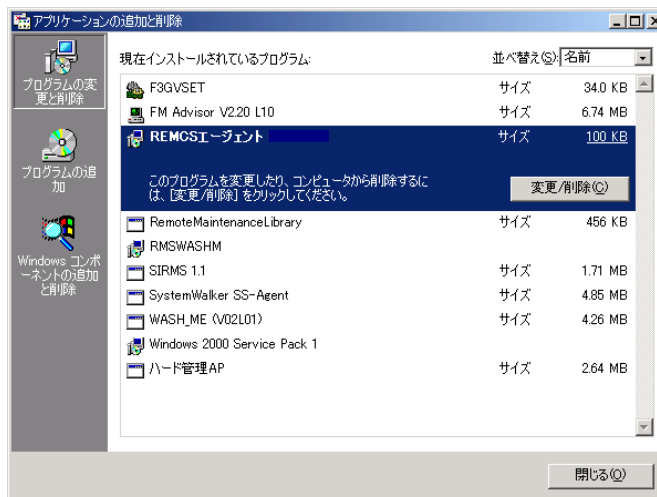 アプリケーションの追加と削除
プログラムの変
更と削除
プログラムの追
加
Windows コンポ
ーネントの追加
と削除
現在インストールされているプログラム:
並べ替え(S): 名前
F3GVSET サイズ 34.0 KB
FM Advisor V2.20 L10 サイズ 6.74 MB
REMCSエージェント サイズ 100 KB
このプログラムを変更したり、コンピュータから削除するに
は、[変更/削除] をクリックしてください。
変更/削除(C)
RemoteMaintenanceLibrary サイズ 456 KB
RMSWASHM
SIRMS 1.1 サイズ 1.71 MB
SystemWalker SS-Agent サイズ 4.85 MB
WASH_ME (V02L01) サイズ 4.26 MB
Windows 2000 Service Pack 1
ハード管理AP サイズ 2.64 MB
閉じる(O)